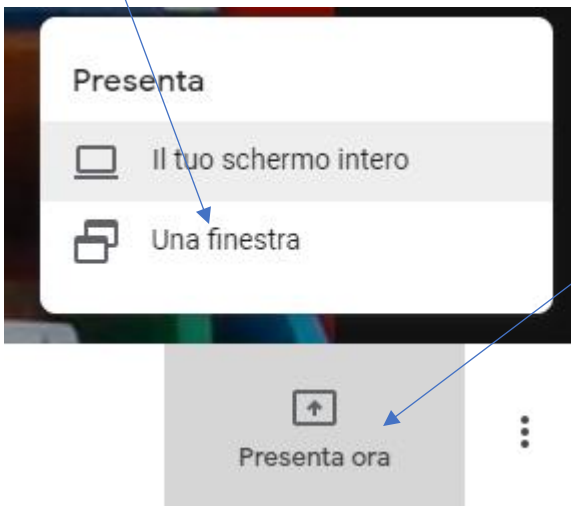 Presenta
Il tuo schermo intero
Una finestra
Presenta ora